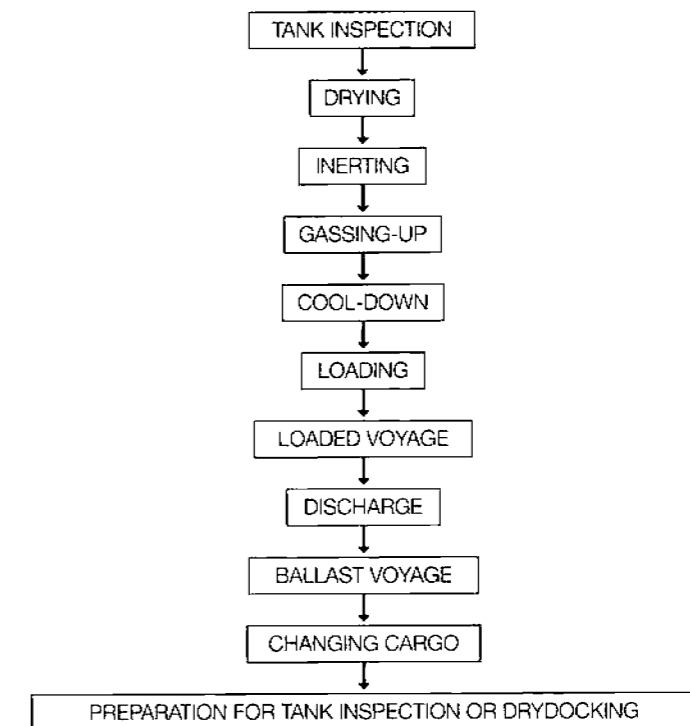 TANK INSPECTION
DRYING
INERTING
GASSING-UP
COOL-DOWN
LOADING
LOADED VOYAGE
DISCHARGE
BALLAST VOYAGE
CHANGING CARGO
PREPARATION FOR TANK INSPECTION OR DRYDOCKING